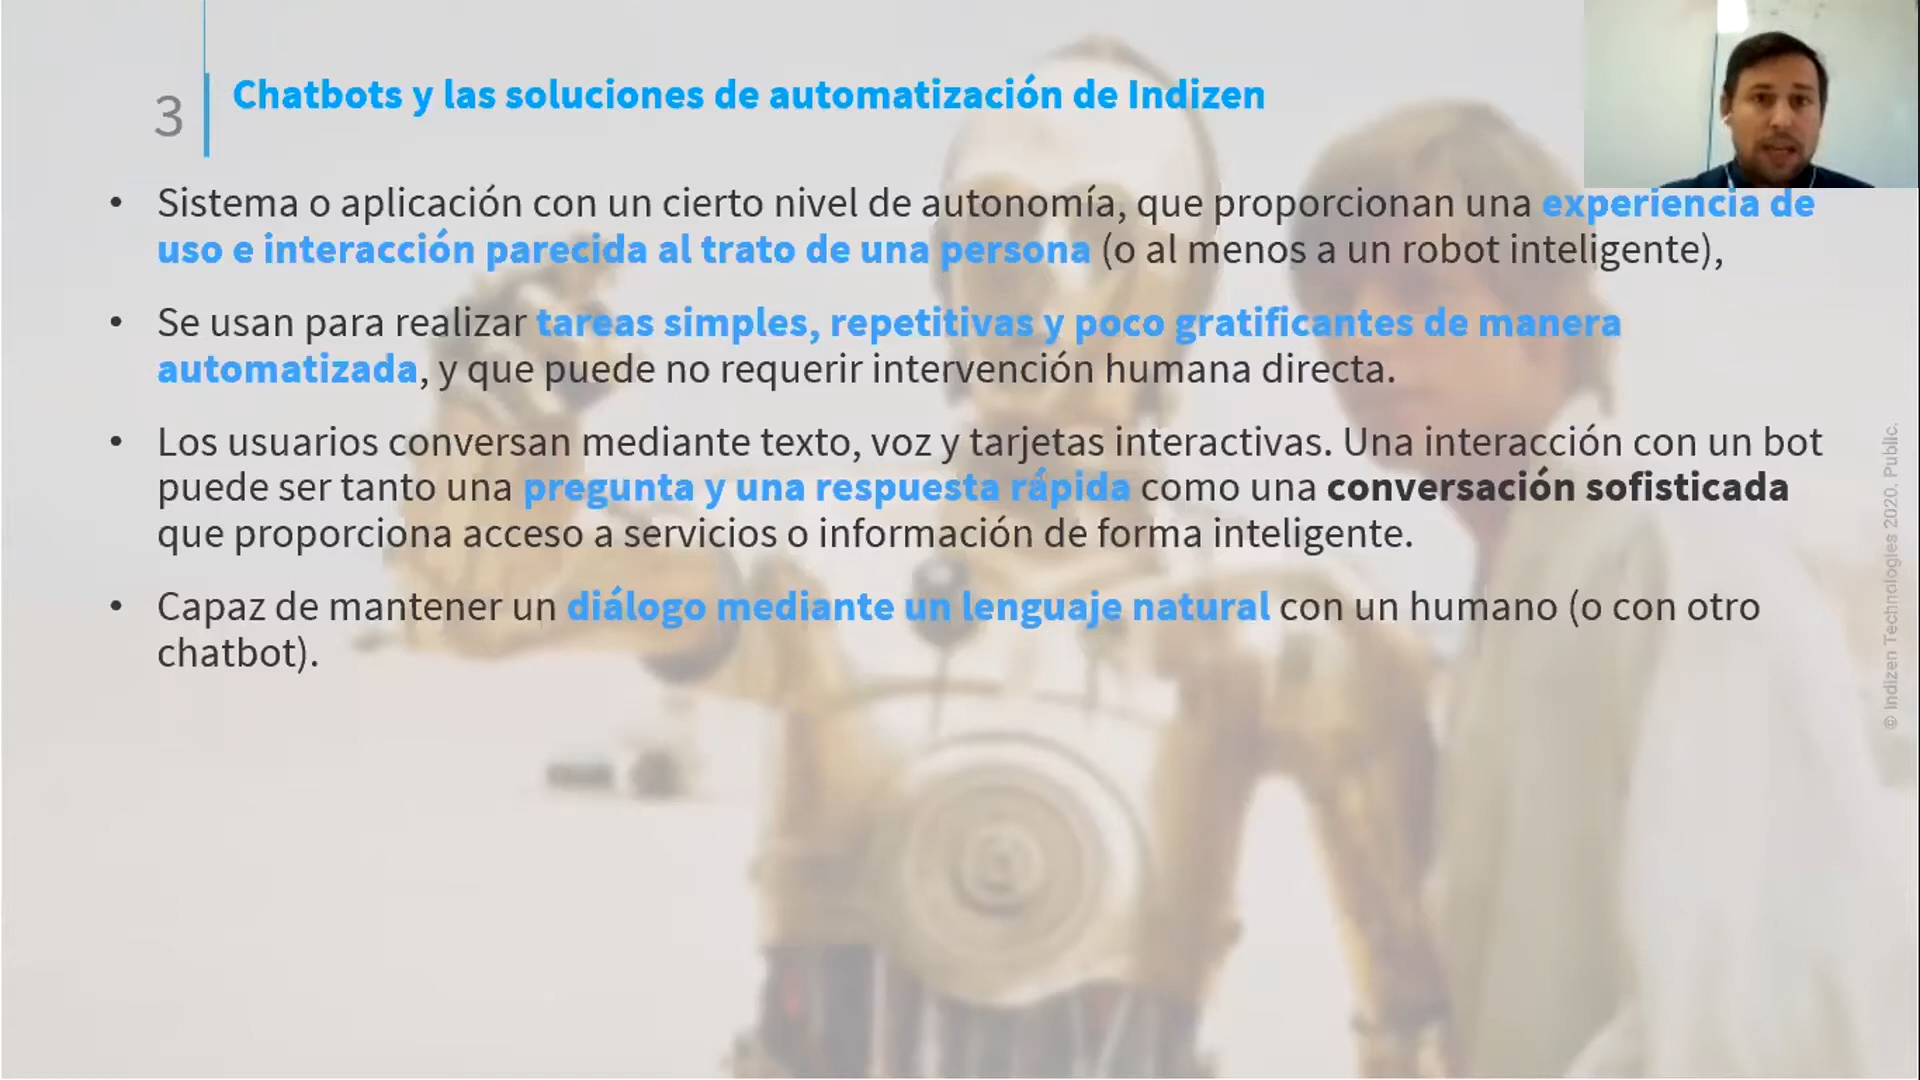 3
Chatbots y las soluciones de automatización de Indizen
• Sistema o aplicación con un cierto nivel de autonomía, que proporcionan una experiencia de
uso e interacción parecida al trato de una persona (o al menos a un robot inteligente),
• Se usan para realizar tareas simples, repetitivas y poco gratificantes de manera
automatizada, y que puede no requerir intervención humana directa.
• Los usuarios conversan mediante texto, voz y tarjetas interactivas. Una interacción con un bot
puede ser tanto una pregunta y una respuesta rápida como una conversación sofisticada
que proporciona acceso a servicios o información de forma inteligente.
• Capaz de mantener un diálogo mediante un lenguaje natural con un humano (o con otro
chatbot).
© Indizen Technologies 2020. Public.